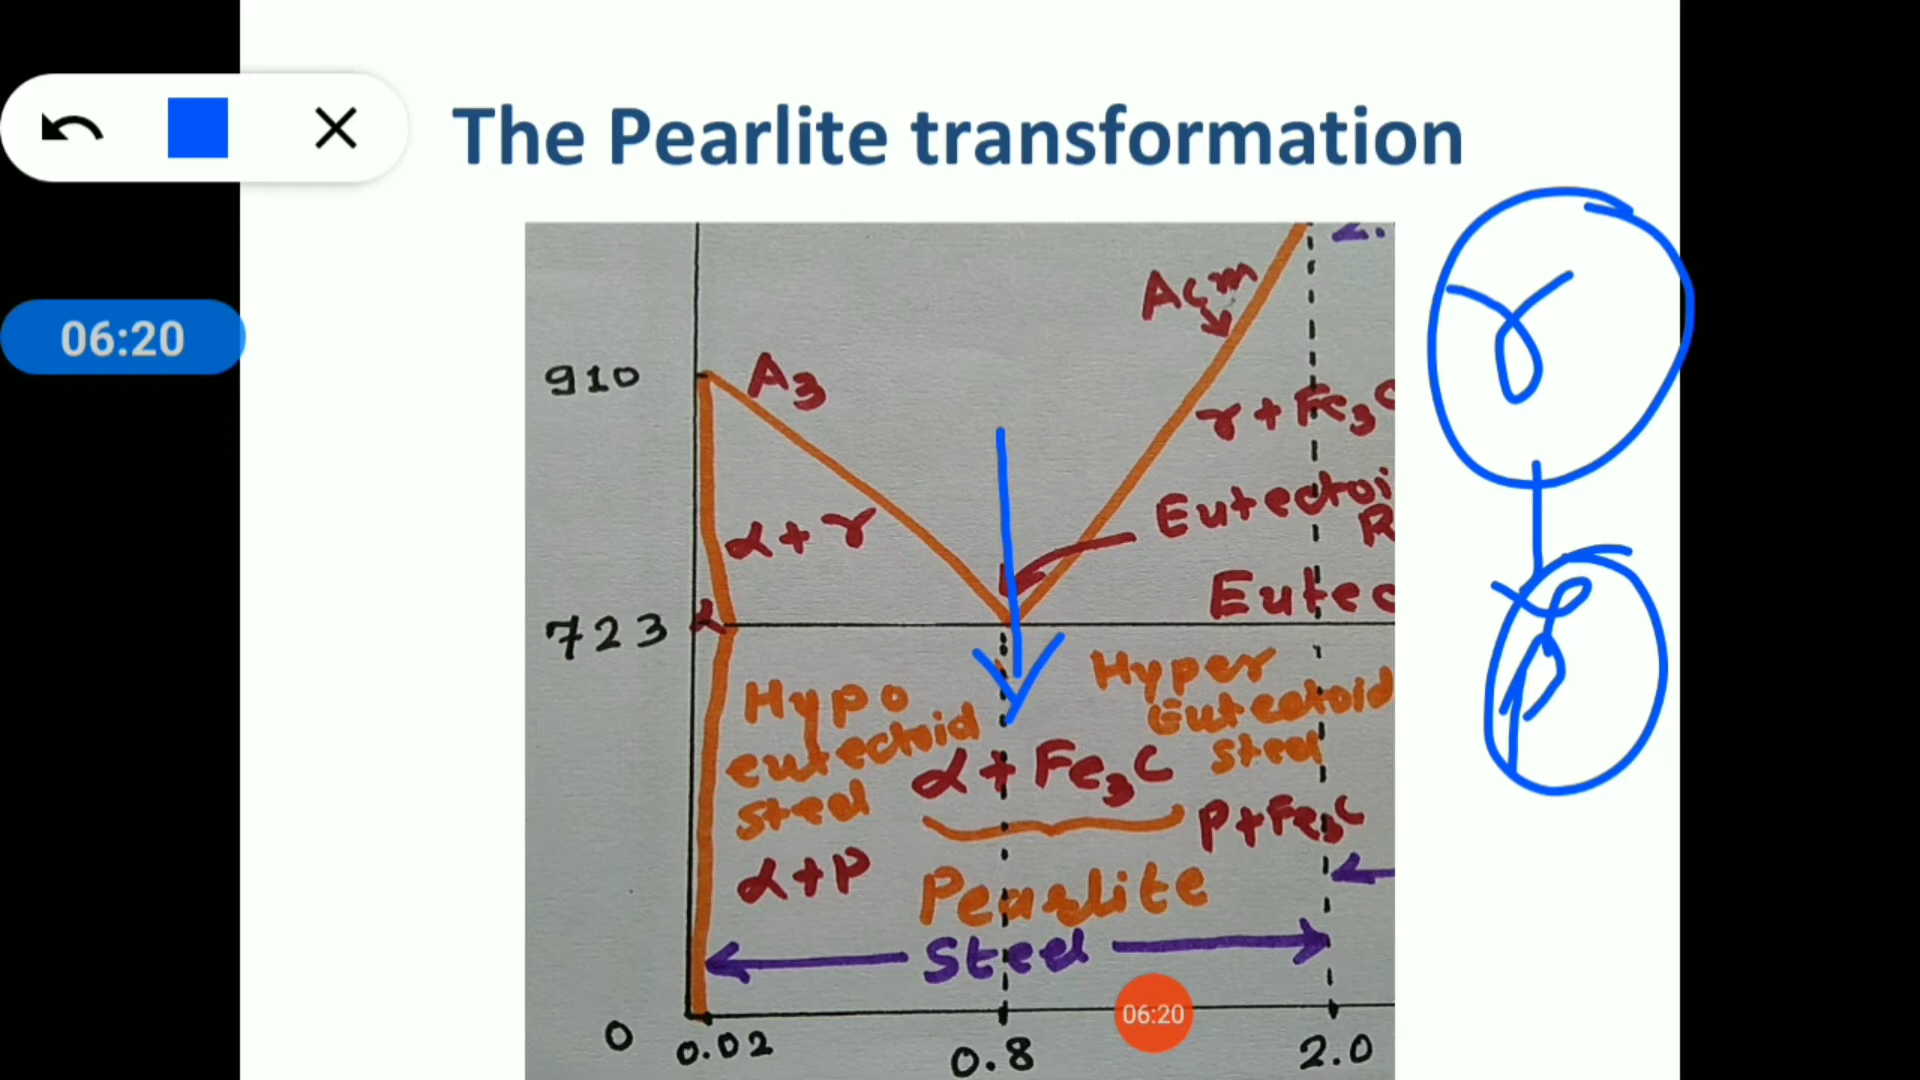 The Pearlite transformation
06:20
2.
Acm
910
A3
γ + Fe3C
γ
α + γ
Eutectoi
R
Eutec
723
α
Hypo
eutectoid
steel
Hyper
Eutectoid
steel
α + Fe3C
P+Fe3C
α+P
Pearlite
Steel
06:20
0
0.02
0.8
2.0